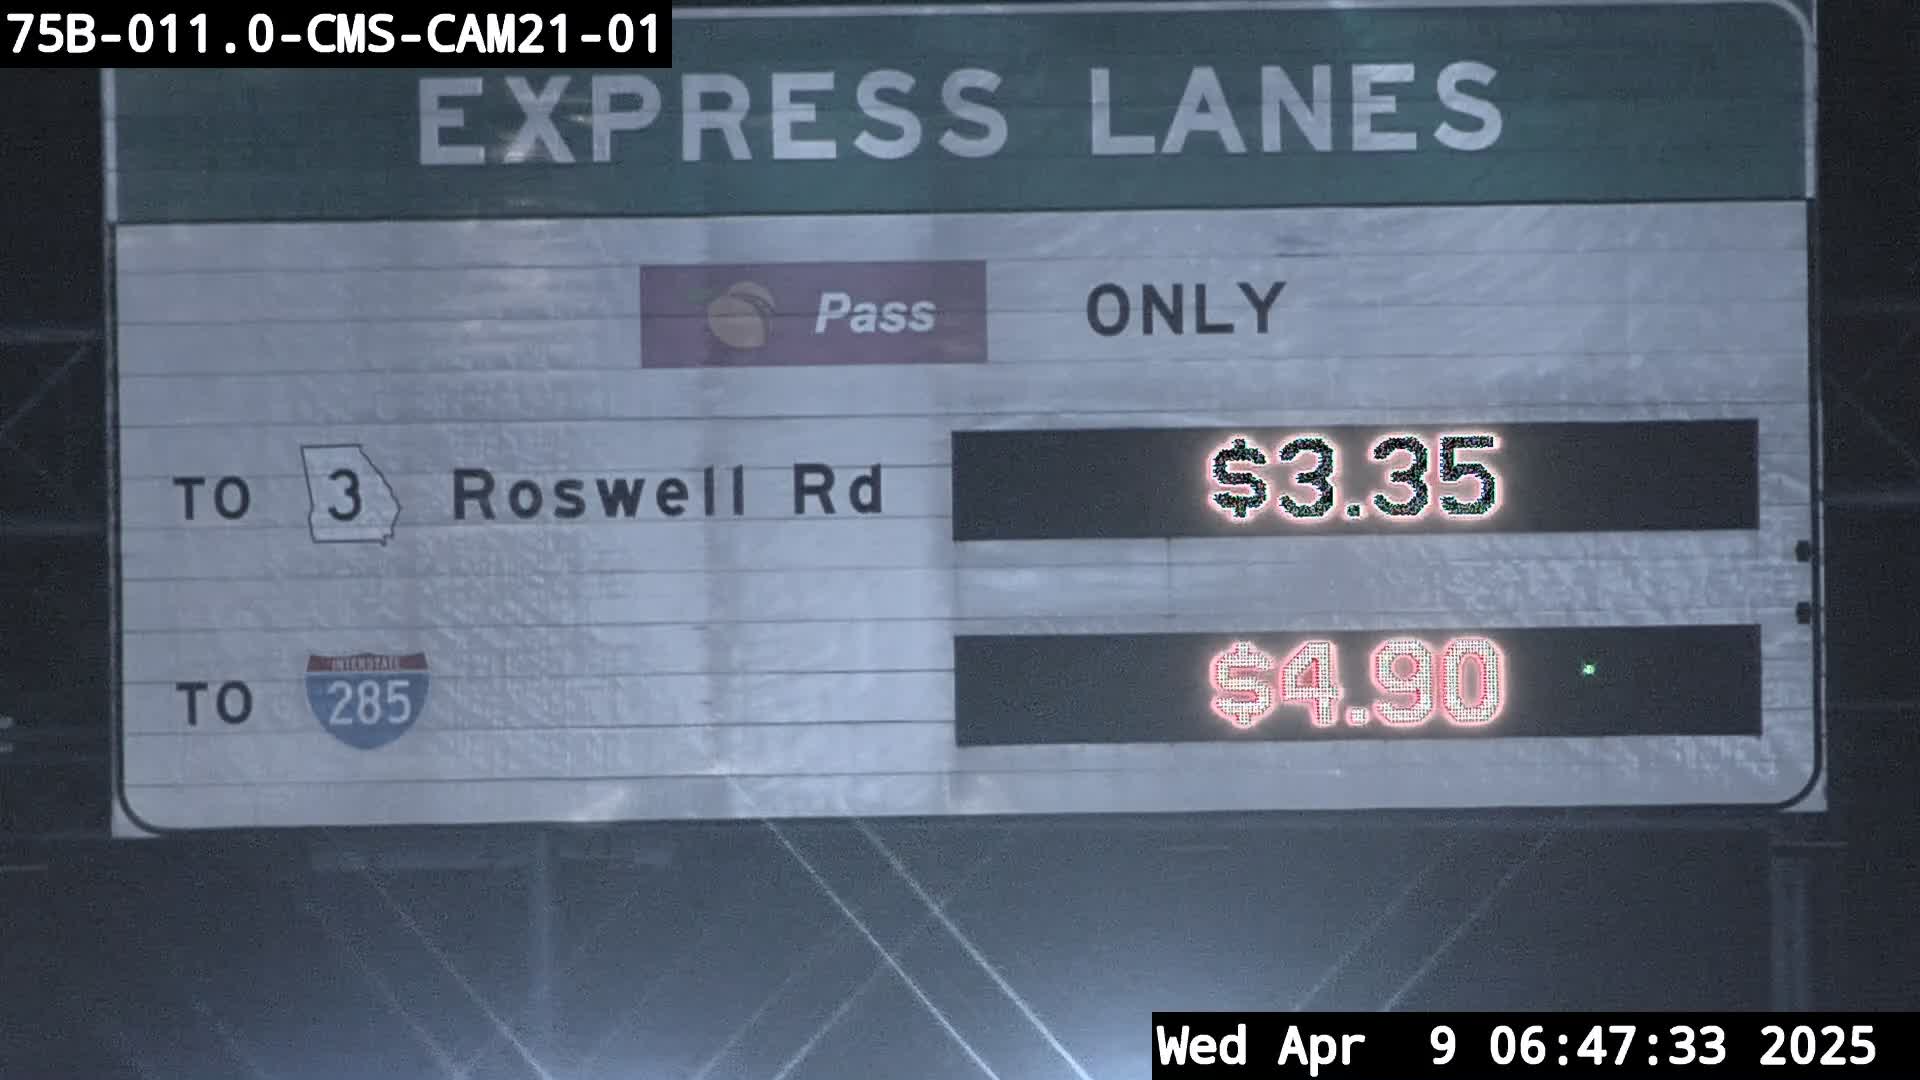 75B-011.0-CMS-CAM21-01
EXPRESS LANES
Pass ONLY
TO 3 Roswell Rd $3.35
TO INTERSTATE 285 $4.90
Wed Apr 9 06:47:33 2025